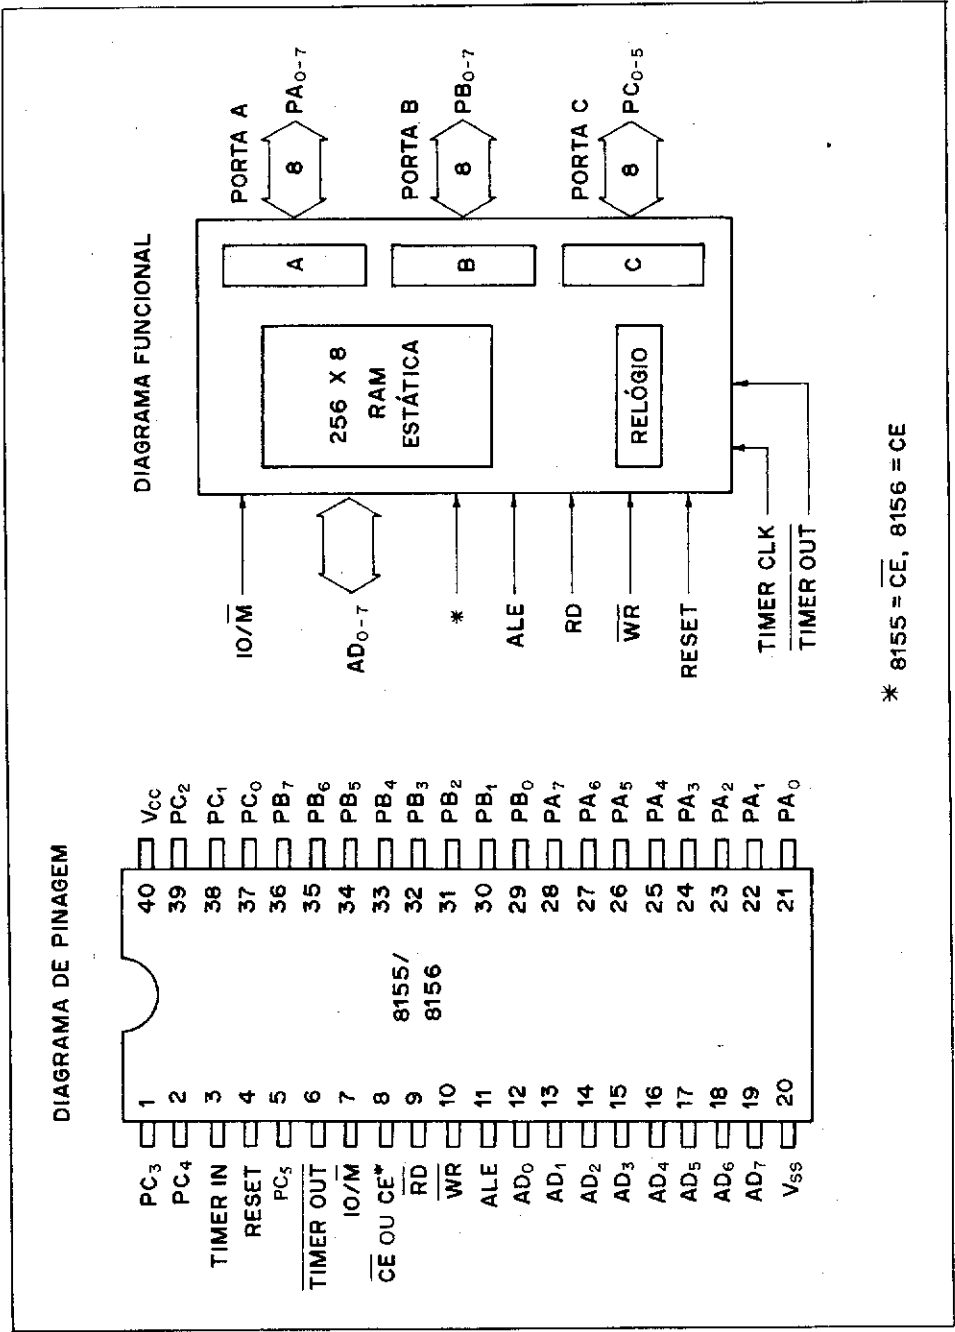 DIAGRAMA DE PINAGEM
PC3 1
PC4 2
TIMER IN 3
RESET 4
PC5 5
TIMER OUT 6
IO/M 7
CE OU CE* 8
RD 9
WR 10
ALE 11
AD0 12
AD1 13
AD2 14
AD3 15
AD4 16
AD5 17
AD6 18
AD7 19
VSS 20
8155/
8156
40 VCC
39 PC2
38 PC1
37 PC0
36 PB7
35 PB6
34 PB5
33 PB4
32 PB3
31 PB2
30 PB1
29 PB0
28 PA7
27 PA6
26 PA5
25 PA4
24 PA3
23 PA2
22 PA1
21 PA0
DIAGRAMA FUNCIONAL
IO/M
AD0-7
*
ALE
RD
WR
RESET
TIMER CLK
TIMER OUT
256 X 8
RAM
ESTÁTICA
RELÓGIO
A
B
C
PORTA A
8 PA0-7
PORTA B
8 PB0-7
PORTA C
8 PC0-5
* 8155 = CE, 8156 = CE